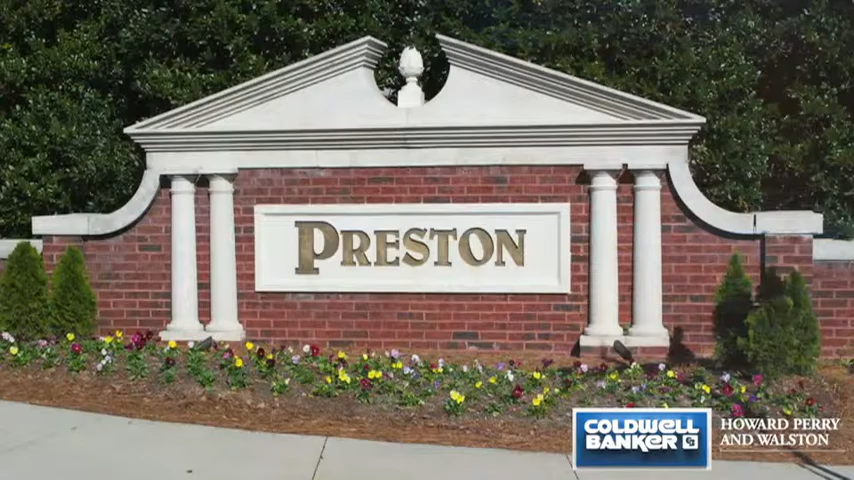 PRESTON
COLDWELL
BANKER
HOWARD PERRY
AND WALSTON